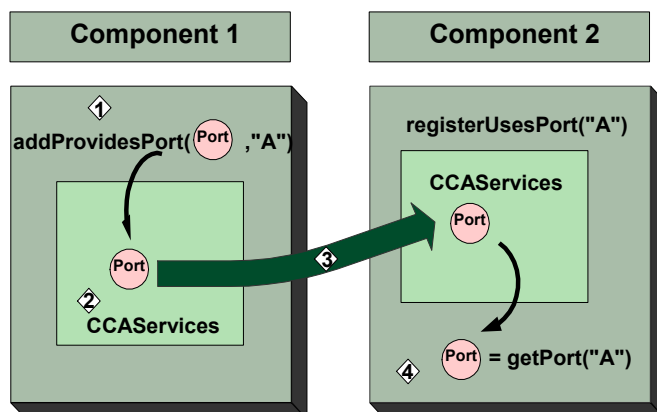 Component 1
Component 2
1
addProvidesPort( Port ,"A")
Port
2
CCAServices
3
registerUsesPort("A")
CCAServices
Port
4
Port = getPort("A")